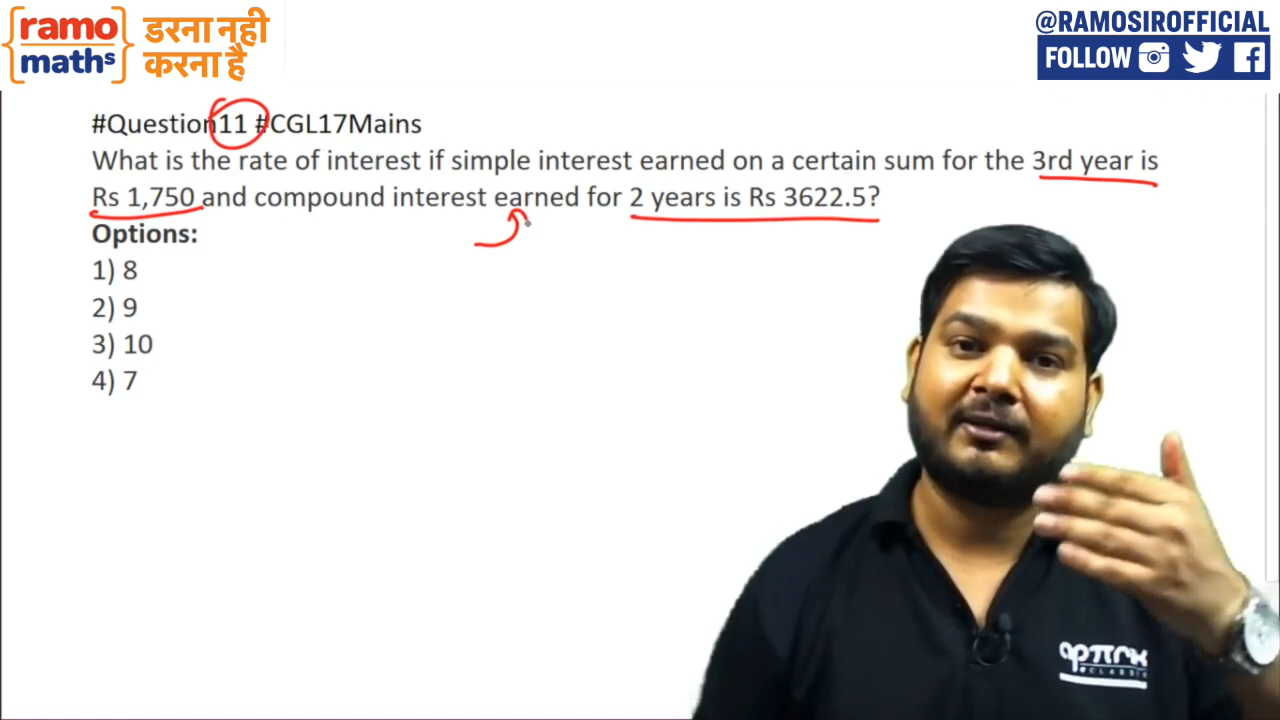 ramo
maths
डरना नही
करना है
@RAMOSIROFFICIAL
FOLLOW
#Question11 #CGL17Mains
What is the rate of interest if simple interest earned on a certain sum for the 3rd year is
Rs 1,750 and compound interest earned for 2 years is Rs 3622.5?
Options:
1) 8
2) 9
3) 10
4) 7
apπrx
CLASSES